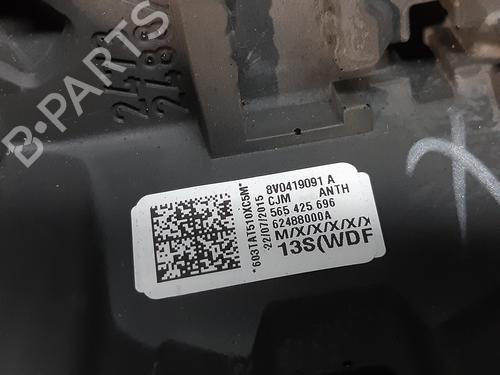 B-PARTS
8V0419091 A
CJM ANTH
565 425.696
62488000A
M/X/X/X/X/X
13S(WDF
-22/07/2015
*603TAT510XC5M*